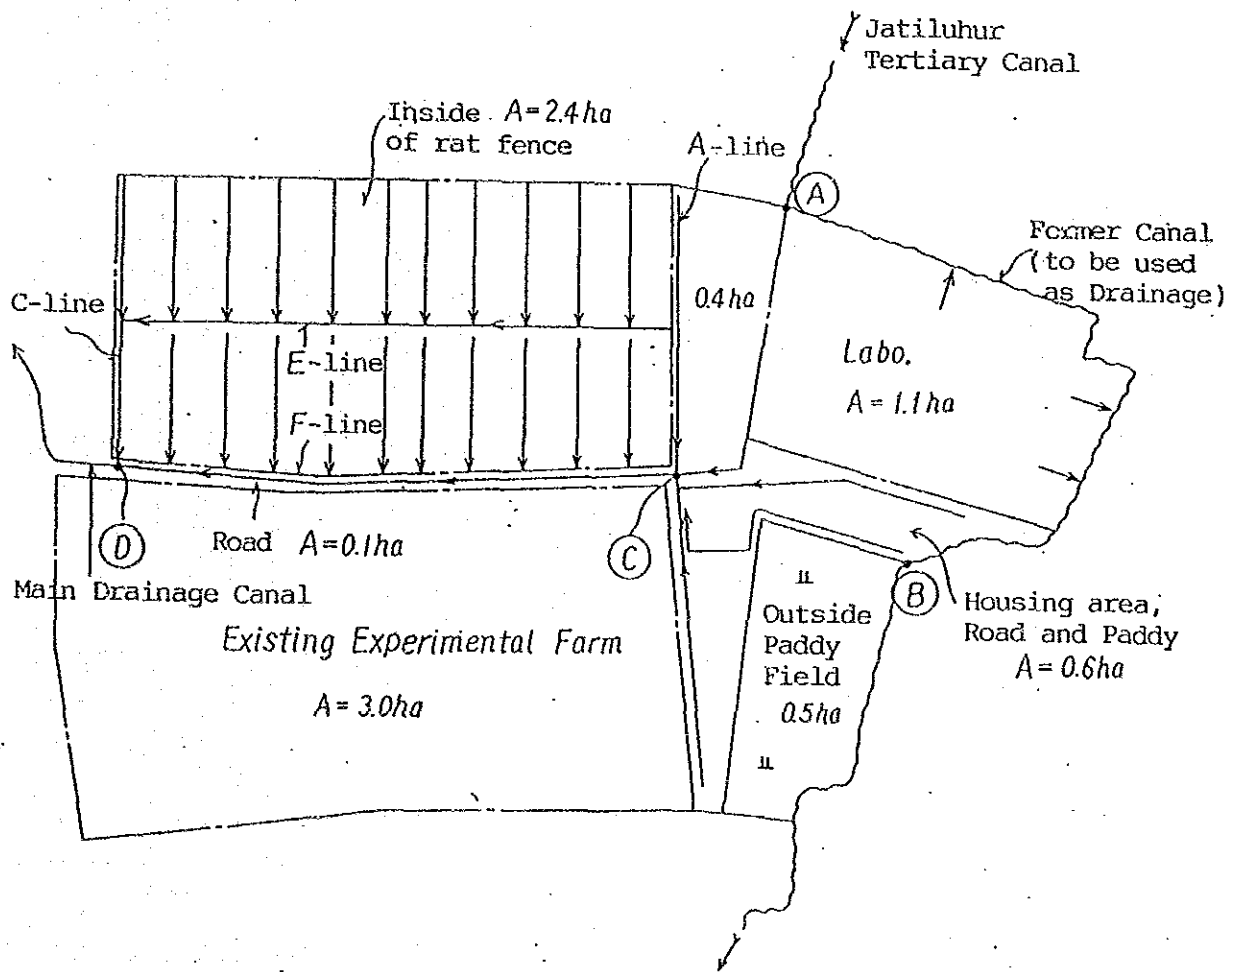 Jatiluhur
Tertiary Canal
Inside A=2.4ha
of rat fence
A-line
A
Former Canal
(to be used
as Drainage)
C-line
0.4ha
Labo.
A=1.1ha
E-line
F-line
D
Road A=0.1ha
C
Main Drainage Canal
B
Housing area,
Road and Paddy
A=0.6ha
Outside
Paddy
Field
0.5ha
Existing Experimental Farm
A=3.0ha